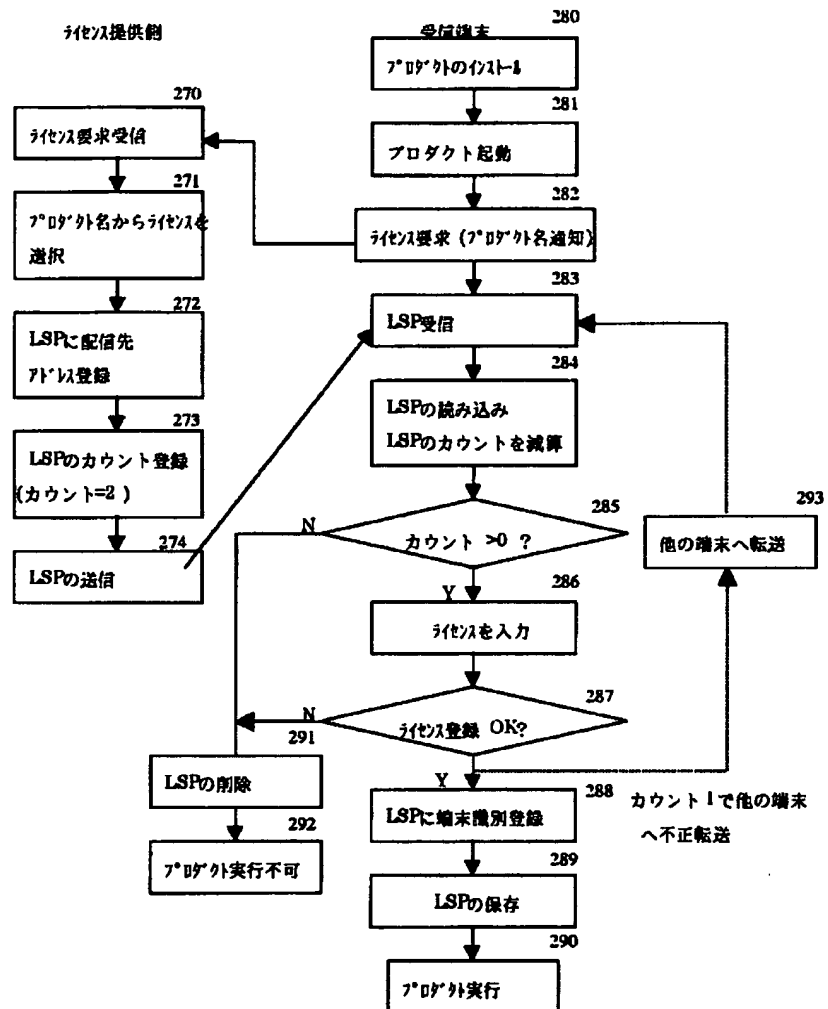 ﾗｲｾﾝｽ提供側
受信端末
280
ﾌﾟﾛﾀﾞｸﾄのｲﾝｽﾄｰﾙ
281
プロダクト起動
282
ﾗｲｾﾝｽ要求 (ﾌﾟﾛﾀﾞｸﾄ名通知)
270
ﾗｲｾﾝｽ要求受信
271
ﾌﾟﾛﾀﾞｸﾄ名からﾗｲｾﾝｽを
選択
272
LSPに配信先
ｱﾄﾞﾚｽ登録
273
LSPのカウント登録
(カウント=2 )
274
LSPの送信
283
LSP受信
284
LSPの読み込み
LSPのカウントを減算
285
カウント >0 ?
N
Y
286
ﾗｲｾﾝｽを入力
287
ﾗｲｾﾝｽ登録 OK?
N
Y
291
LSPの削除
292
プロダクト実行不可
288
LSPに端末識別登録
289
LSPの保存
290
ﾌﾟﾛﾀﾞｸﾄ実行
293
他の端末へ転送
カウント1で他の端末
へ不正転送